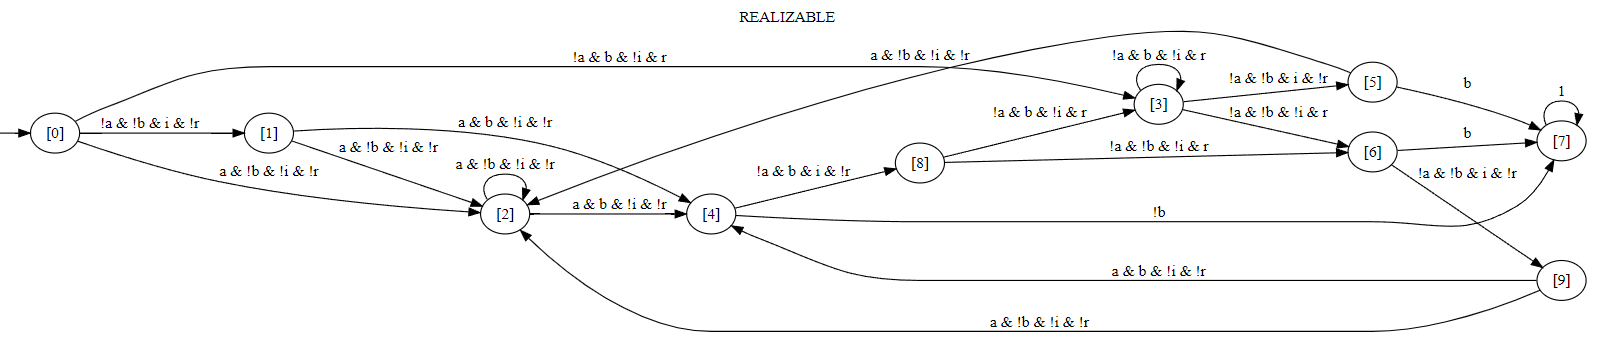 REALIZABLE
!a & b & !i & r
a & !b & !i & !r
!a & b & !i & r
!a & !b & i & !r
[5]
b
1
[3]
!a & b & !i & r
!a & !b & !i & r
[0]
!a & !b & i & !r
[1]
a & b & !i & !r
a & !b & !i & !r
b
[7]
[6]
!a & !b & !i & r
[8]
a & !b & !i & !r
a & !b & !i & !r
!a & b & i & !r
!a & !b & i & !r
[2]
a & b & !i & !r
[4]
!b
a & b & !i & !r
[9]
a & !b & !i & !r